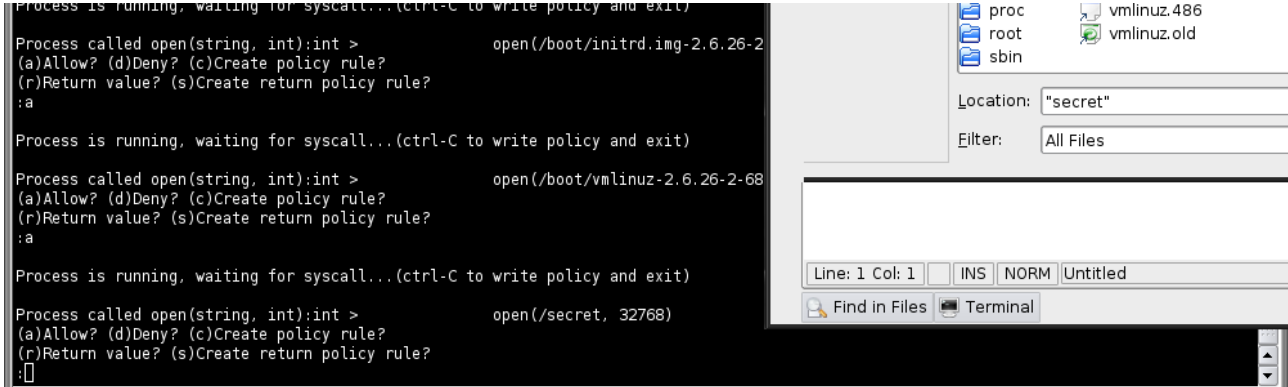 Process is running, waiting for syscall...(ctrl-C to write policy and exit)
Process called open(string, int):int > open(/boot/initrd.img-2.6.26-2
(a)Allow? (d)Deny? (c)Create policy rule?
(r)Return value? (s)Create return policy rule?
:a
Process is running, waiting for syscall...(ctrl-C to write policy and exit)
Process called open(string, int):int > open(/boot/vmlinuz-2.6.26-2-68
(a)Allow? (d)Deny? (c)Create policy rule?
(r)Return value? (s)Create return policy rule?
:a
Process is running, waiting for syscall...(ctrl-C to write policy and exit)
Process called open(string, int):int > open(/secret, 32768)
(a)Allow? (d)Deny? (c)Create policy rule?
(r)Return value? (s)Create return policy rule?
:
proc vmlinuz.486
root vmlinuz.old
sbin
Location: "secret"
Filter: All Files
Line: 1 Col: 1 INS NORM Untitled
Find in Files Terminal